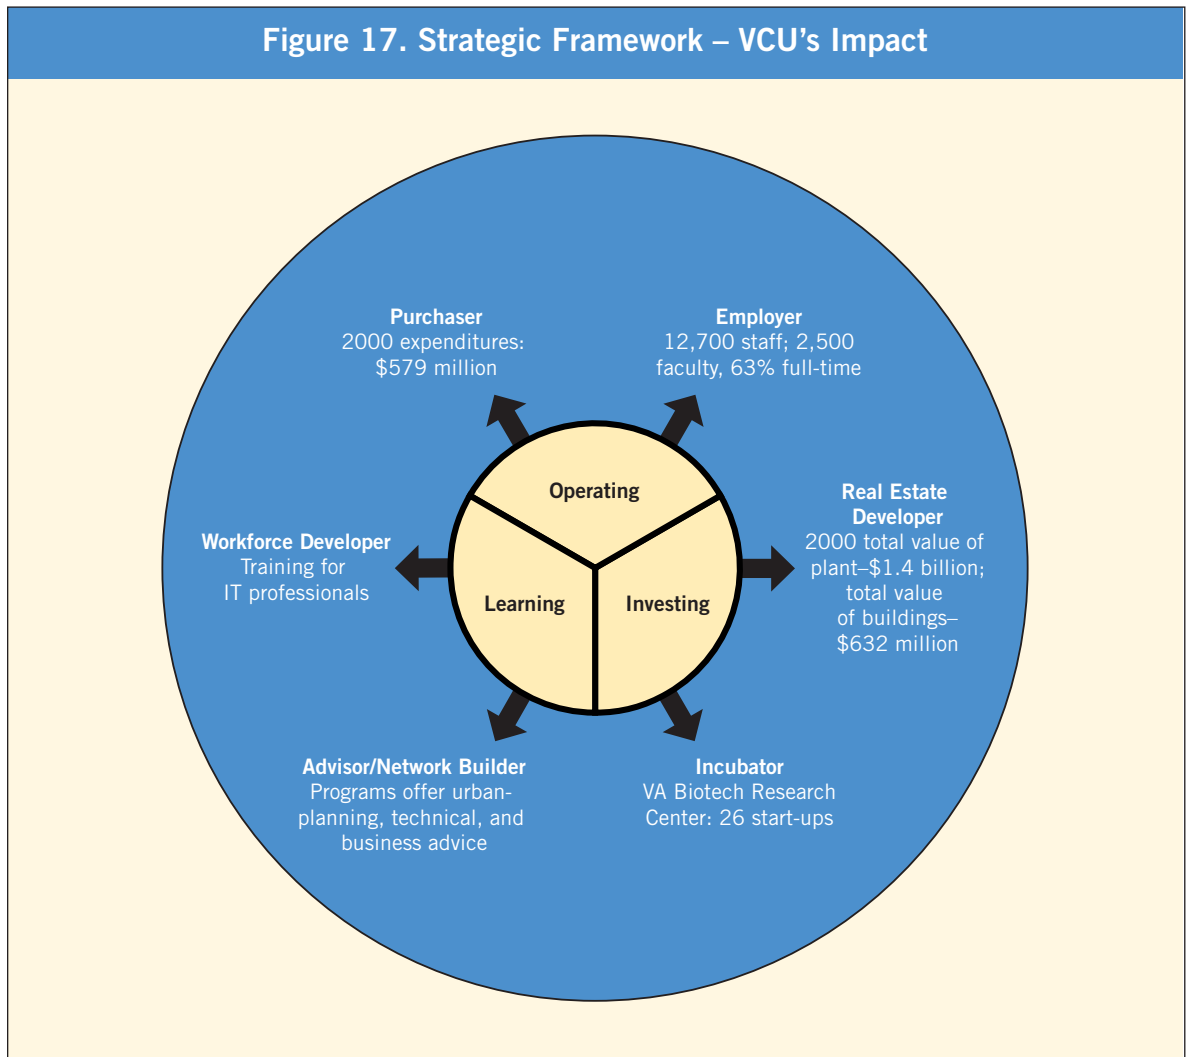 Figure 17. Strategic Framework – VCU's Impact
Purchaser
2000 expenditures:
$579 million
Employer
12,700 staff; 2,500
faculty, 63% full-time
Operating
Real Estate
Developer
2000 total value of
plant–$1.4 billion;
total value
of buildings–
$632 million
Workforce Developer
Training for
IT professionals
Learning
Investing
Advisor/Network Builder
Programs offer urban-
planning, technical, and
business advice
Incubator
VA Biotech Research
Center: 26 start-ups